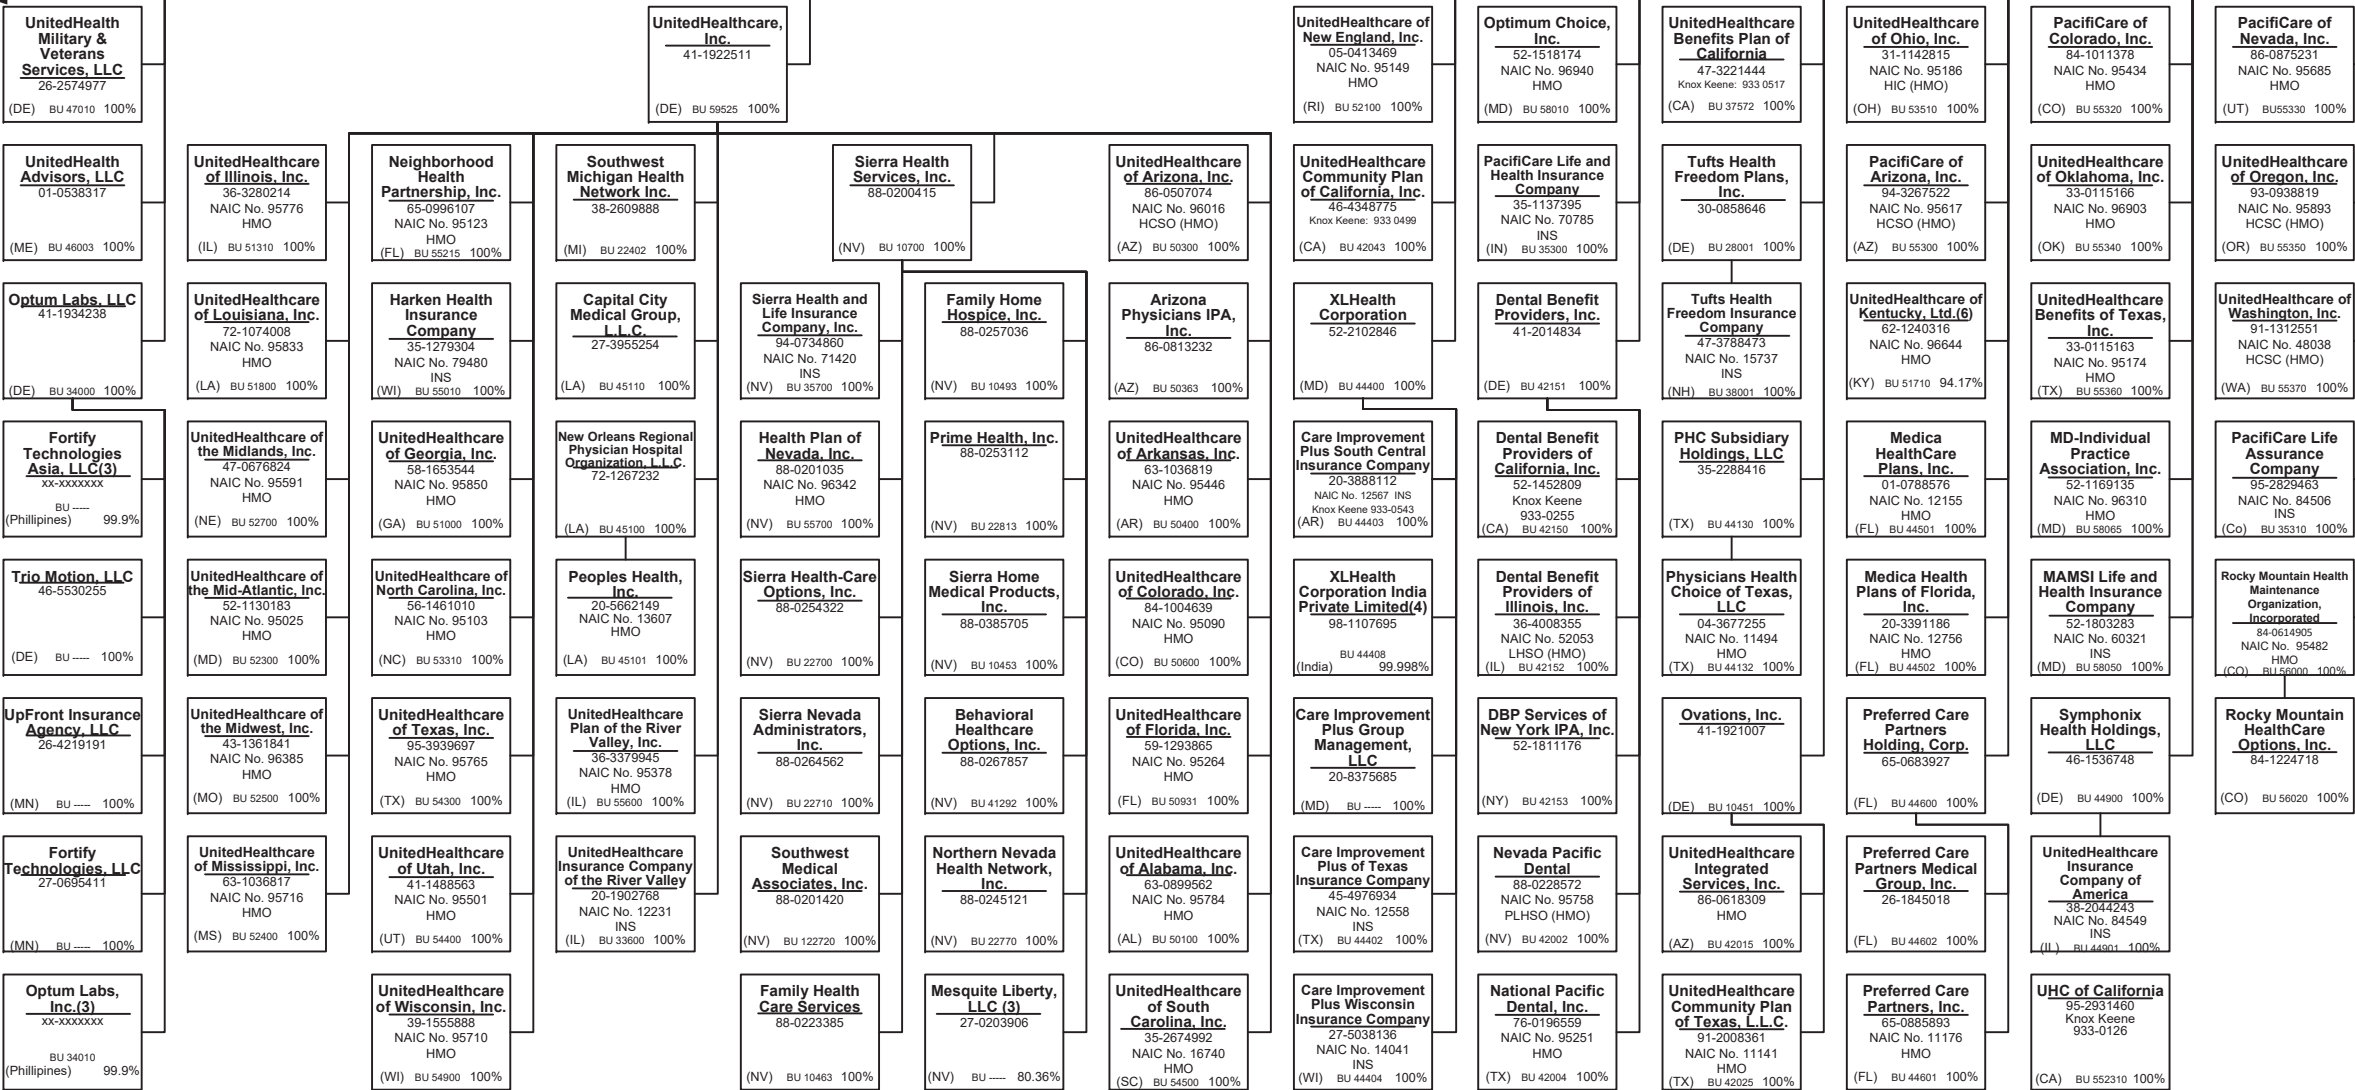 UnitedHealth
Military &
Veterans
Services, LLC
26-2574977
(DE) BU 47010 100%
UnitedHealthcare,
Inc.
41-1922511
(DE) BU 59525 100%
UnitedHealthcare of
New England, Inc.
05-0413469
NAIC No. 95149
HMO
(RI) BU 52100 100%
Optimum Choice,
Inc.
52-1518174
NAIC No. 96940
HMO
(MD) BU 58010 100%
UnitedHealthcare
Benefits Plan of
California
47-3221444
Knox Keene: 933 0517
(CA) BU 37572 100%
UnitedHealthcare
of Ohio, Inc.
31-1142815
NAIC No. 95186
HIC (HMO)
(OH) BU 53510 100%
PacifiCare of
Colorado, Inc.
84-1011378
NAIC No. 95434
HMO
(CO) BU 55320 100%
PacifiCare of
Nevada, Inc.
86-0875231
NAIC No. 95685
HMO
(UT) BU55330 100%
UnitedHealth
Advisors, LLC
01-0538317
(ME) BU 46003 100%
UnitedHealthcare
of Illinois, Inc.
36-3280214
NAIC No. 95776
HMO
(IL) BU 51310 100%
Neighborhood
Health
Partnership, Inc.
65-0996107
NAIC No. 95123
HMO
(FL) BU 55215 100%
Southwest
Michigan Health
Network Inc.
38-2609888
(MI) BU 22402 100%
Sierra Health
Services, Inc.
88-0200415
(NV) BU 10700 100%
UnitedHealthcare
of Arizona, Inc.
86-0507074
NAIC No. 96016
HCSO (HMO)
(AZ) BU 50300 100%
UnitedHealthcare
Community Plan
of California, Inc.
46-4348775
Knox Keene: 933 0499
(CA) BU 42043 100%
PacifiCare Life and
Health Insurance
Company
35-1137395
NAIC No. 70785
INS
(IN) BU 35300 100%
Tufts Health
Freedom Plans,
Inc.
30-0858646
(DE) BU 28001 100%
PacifiCare of
Arizona, Inc.
94-3267522
NAIC No. 95617
HCSO (HMO)
(AZ) BU 55300 100%
UnitedHealthcare
of Oklahoma, Inc.
33-0115166
NAIC No. 96903
HMO
(OK) BU 55340 100%
UnitedHealthcare
of Oregon, Inc.
93-0938819
NAIC No. 95893
HCSC (HMO)
(OR) BU 55350 100%
Optum Labs, LLC
41-1934238
(DE) BU 34000 100%
UnitedHealthcare
of Louisiana, Inc.
72-1074008
NAIC No. 95833
HMO
(LA) BU 51800 100%
Harken Health
Insurance
Company
35-1279304
NAIC No. 79480
INS
(WI) BU 55010 100%
Capital City
Medical Group,
L.L.C.
27-3955254
(LA) BU 45110 100%
Sierra Health and
Life Insurance
Company, Inc.
94-0734860
NAIC No. 71420
INS
(NV) BU 35700 100%
Family Home
Hospice, Inc.
88-0257036
(NV) BU 10493 100%
Arizona
Physicians IPA,
Inc.
86-0813232
(AZ) BU 50363 100%
XLHealth
Corporation
52-2102846
(MD) BU 44400 100%
Dental Benefit
Providers, Inc.
41-2014834
(DE) BU 42151 100%
Tufts Health
Freedom Insurance
Company
47-3788473
NAIC No. 15737
INS
(NH) BU 38001 100%
UnitedHealthcare of
Kentucky, Ltd.(6)
62-1240316
NAIC No. 96644
HMO
(KY) BU 51710 94.17%
UnitedHealthcare
Benefits of Texas,
Inc.
33-0115163
NAIC No. 95174
HMO
(TX) BU 55360 100%
UnitedHealthcare of
Washington, Inc.
91-1312551
NAIC No. 48038
HCSC (HMO)
(WA) BU 55370 100%
Fortify
Technologies
Asia, LLC(3)
xx-xxxxxxx
BU -----
(Phillipines) 99.9%
UnitedHealthcare of
the Midlands, Inc.
47-0676824
NAIC No. 95591
HMO
(NE) BU 52700 100%
UnitedHealthcare
of Georgia, Inc.
58-1653544
NAIC No. 95850
HMO
(GA) BU 51000 100%
New Orleans Regional
Physician Hospital
Organization, L.L.C.
72-1267232
(LA) BU 45100 100%
Health Plan of
Nevada, Inc.
88-0201035
NAIC No. 96342
HMO
(NV) BU 55700 100%
Prime Health, Inc.
88-0253112
(NV) BU 22813 100%
UnitedHealthcare
of Arkansas, Inc.
63-1036819
NAIC No. 95446
HMO
(AR) BU 50400 100%
Care Improvement
Plus South Central
Insurance Company
20-3888112
NAIC No. 12567 INS
Knox Keene 933-0543
(AR) BU 44403 100%
Dental Benefit
Providers of
California, Inc.
52-1452809
Knox Keene
933-0255
(CA) BU 42150 100%
PHC Subsidiary
Holdings, LLC
35-2288416
(TX) BU 44130 100%
Medica
HealthCare
Plans, Inc.
01-0788576
NAIC No. 12155
HMO
(FL) BU 44501 100%
MD-Individual
Practice
Association, Inc.
52-1169135
NAIC No. 96310
HMO
(MD) BU 58065 100%
PacifiCare Life
Assurance
Company
95-2829463
NAIC No. 84506
INS
(Co) BU 35310 100%
Trio Motion, LLC
46-5530255
(DE) BU ----- 100%
UnitedHealthcare of
the Mid-Atlantic, Inc.
52-1130183
NAIC No. 95025
HMO
(MD) BU 52300 100%
UnitedHealthcare of
North Carolina, Inc.
56-1461010
NAIC No. 95103
HMO
(NC) BU 53310 100%
Peoples Health,
Inc.
20-5662149
NAIC No. 13607
HMO
(LA) BU 45101 100%
Sierra Health-Care
Options, Inc.
88-0254322
(NV) BU 22700 100%
Sierra Home
Medical Products,
Inc.
88-0385705
(NV) BU 10453 100%
UnitedHealthcare
of Colorado, Inc.
84-1004639
NAIC No. 95090
HMO
(CO) BU 50600 100%
XLHealth
Corporation India
Private Limited(4)
98-1107695
BU 44408
(India) 99.998%
Dental Benefit
Providers of
Illinois, Inc.
36-4008355
NAIC No. 52053
LHSO (HMO)
(IL) BU 42152 100%
Physicians Health
Choice of Texas,
LLC
04-3677255
NAIC No. 11494
HMO
(TX) BU 44132 100%
Medica Health
Plans of Florida,
Inc.
20-3391186
NAIC No. 12756
HMO
(FL) BU 44502 100%
MAMSI Life and
Health Insurance
Company
52-1803283
NAIC No. 60321
INS
(MD) BU 58050 100%
Rocky Mountain Health
Maintenance
Organization,
Incorporated
84-0614905
NAIC No. 95482
HMO
(CO) BU 56000 100%
UpFront Insurance
Agency, LLC
26-4219191
(MN) BU ----- 100%
UnitedHealthcare of
the Midwest, Inc.
43-1361841
NAIC No. 96385
HMO
(MO) BU 52500 100%
UnitedHealthcare
of Texas, Inc.
95-3939697
NAIC No. 95765
HMO
(TX) BU 54300 100%
UnitedHealthcare
Plan of the River
Valley, Inc.
36-3379945
NAIC No. 95378
HMO
(IL) BU 55600 100%
Sierra Nevada
Administrators,
Inc.
88-0264562
(NV) BU 22710 100%
Behavioral
Healthcare
Options, Inc.
88-0267857
(NV) BU 41292 100%
UnitedHealthcare
of Florida, Inc.
59-1293865
NAIC No. 95264
HMO
(FL) BU 50931 100%
Care Improvement
Plus Group
Management,
LLC
20-8375685
(MD) BU ----- 100%
DBP Services of
New York IPA, Inc.
52-1811176
(NY) BU 42153 100%
Ovations, Inc.
41-1921007
(DE) BU 10451 100%
Preferred Care
Partners
Holding, Corp.
65-0683927
(FL) BU 44600 100%
Symphonix
Health Holdings,
LLC
46-1536748
(DE) BU 44900 100%
Rocky Mountain
HealthCare
Options, Inc.
84-1224718
(CO) BU 56020 100%
Fortify
Technologies, LLC
27-0695411
(MN) BU ----- 100%
UnitedHealthcare
of Mississippi, Inc.
63-1036817
NAIC No. 95716
HMO
(MS) BU 52400 100%
UnitedHealthcare
of Utah, Inc.
41-1488563
NAIC No. 95501
HMO
(UT) BU 54400 100%
UnitedHealthcare
Insurance Company
of the River Valley
20-1902768
NAIC No. 12231
INS
(IL) BU 33600 100%
Southwest
Medical
Associates, Inc.
88-0201420
(NV) BU 122720 100%
Northern Nevada
Health Network,
Inc.
88-0245121
(NV) BU 22770 100%
UnitedHealthcare
of Alabama, Inc.
63-0899562
NAIC No. 95784
HMO
(AL) BU 50100 100%
Care Improvement
Plus of Texas
Insurance Company
45-4976934
NAIC No. 12558
INS
(TX) BU 44402 100%
Nevada Pacific
Dental
88-0228572
NAIC No. 95758
PLHSO (HMO)
(NV) BU 42002 100%
UnitedHealthcare
Integrated
Services, Inc.
86-0618309
HMO
(AZ) BU 42015 100%
Preferred Care
Partners Medical
Group, Inc.
26-1845018
(FL) BU 44602 100%
UnitedHealthcare
Insurance
Company of
America
38-2044243
NAIC No. 84549
INS
(IL) BU 44901 100%
Optum Labs,
Inc.(3)
xx-xxxxxxx
BU 34010
(Phillipines) 99.9%
UnitedHealthcare
of Wisconsin, Inc.
39-1555888
NAIC No. 95710
HMO
(WI) BU 54900 100%
Family Health
Care Services
88-0223385
(NV) BU 10463 100%
Mesquite Liberty,
LLC (3)
27-0203906
(NV) BU ----- 80.36%
UnitedHealthcare
of South
Carolina, Inc.
35-2674992
NAIC No. 16740
HMO
(SC) BU 54500 100%
Care Improvement
Plus Wisconsin
Insurance Company
27-5038136
NAIC No. 14041
INS
(WI) BU 44404 100%
National Pacific
Dental, Inc.
76-0196559
NAIC No. 95251
HMO
(TX) BU 42004 100%
UnitedHealthcare
Community Plan
of Texas, L.L.C.
91-2008361
NAIC No. 11141
HMO
(TX) BU 42025 100%
Preferred Care
Partners, Inc.
65-0885893
NAIC No. 11176
HMO
(FL) BU 44601 100%
UHC of California
95-2931460
Knox Keene
933-0126
(CA) BU 552310 100%